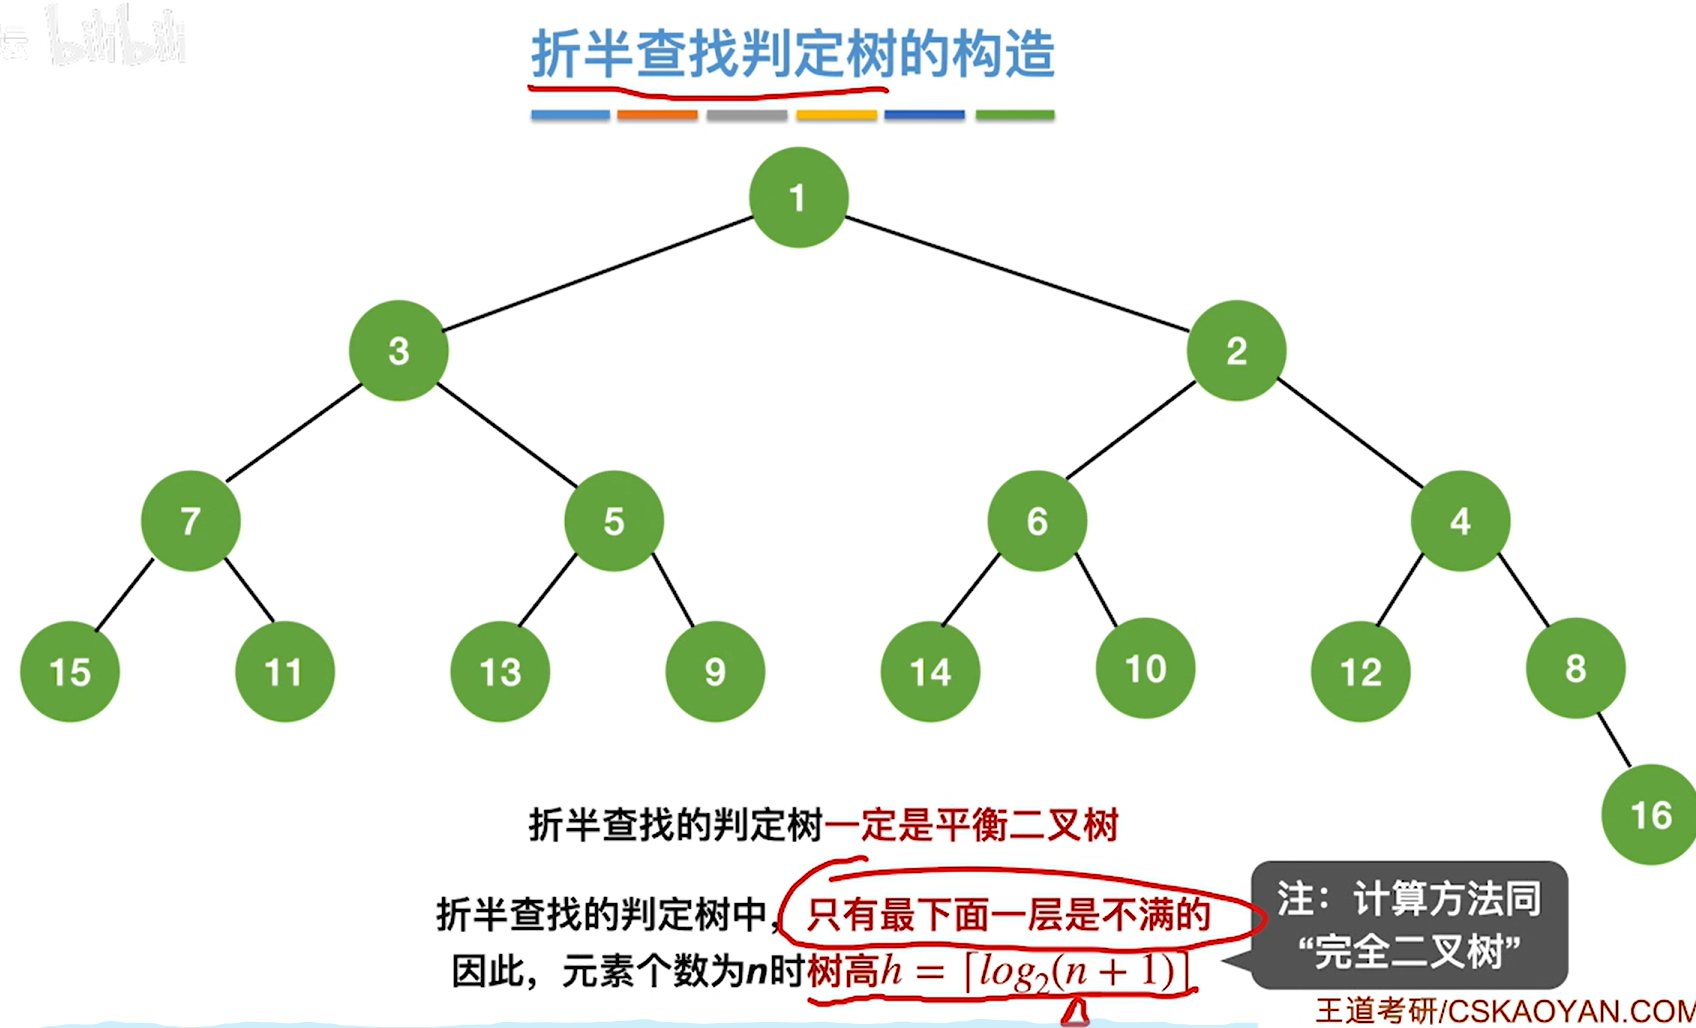 坛 bilibili
折半查找判定树的构造
1
3 2
7 5 6 4
15 11 13 9 14 10 12 8
16
折半查找的判定树一定是平衡二叉树
折半查找的判定树中，只有最下面一层是不满的
因此，元素个数为n时树高h = ⌈log₂(n + 1)⌉
注：计算方法同
“完全二叉树”
王道考研/CSKAOYAN.COM